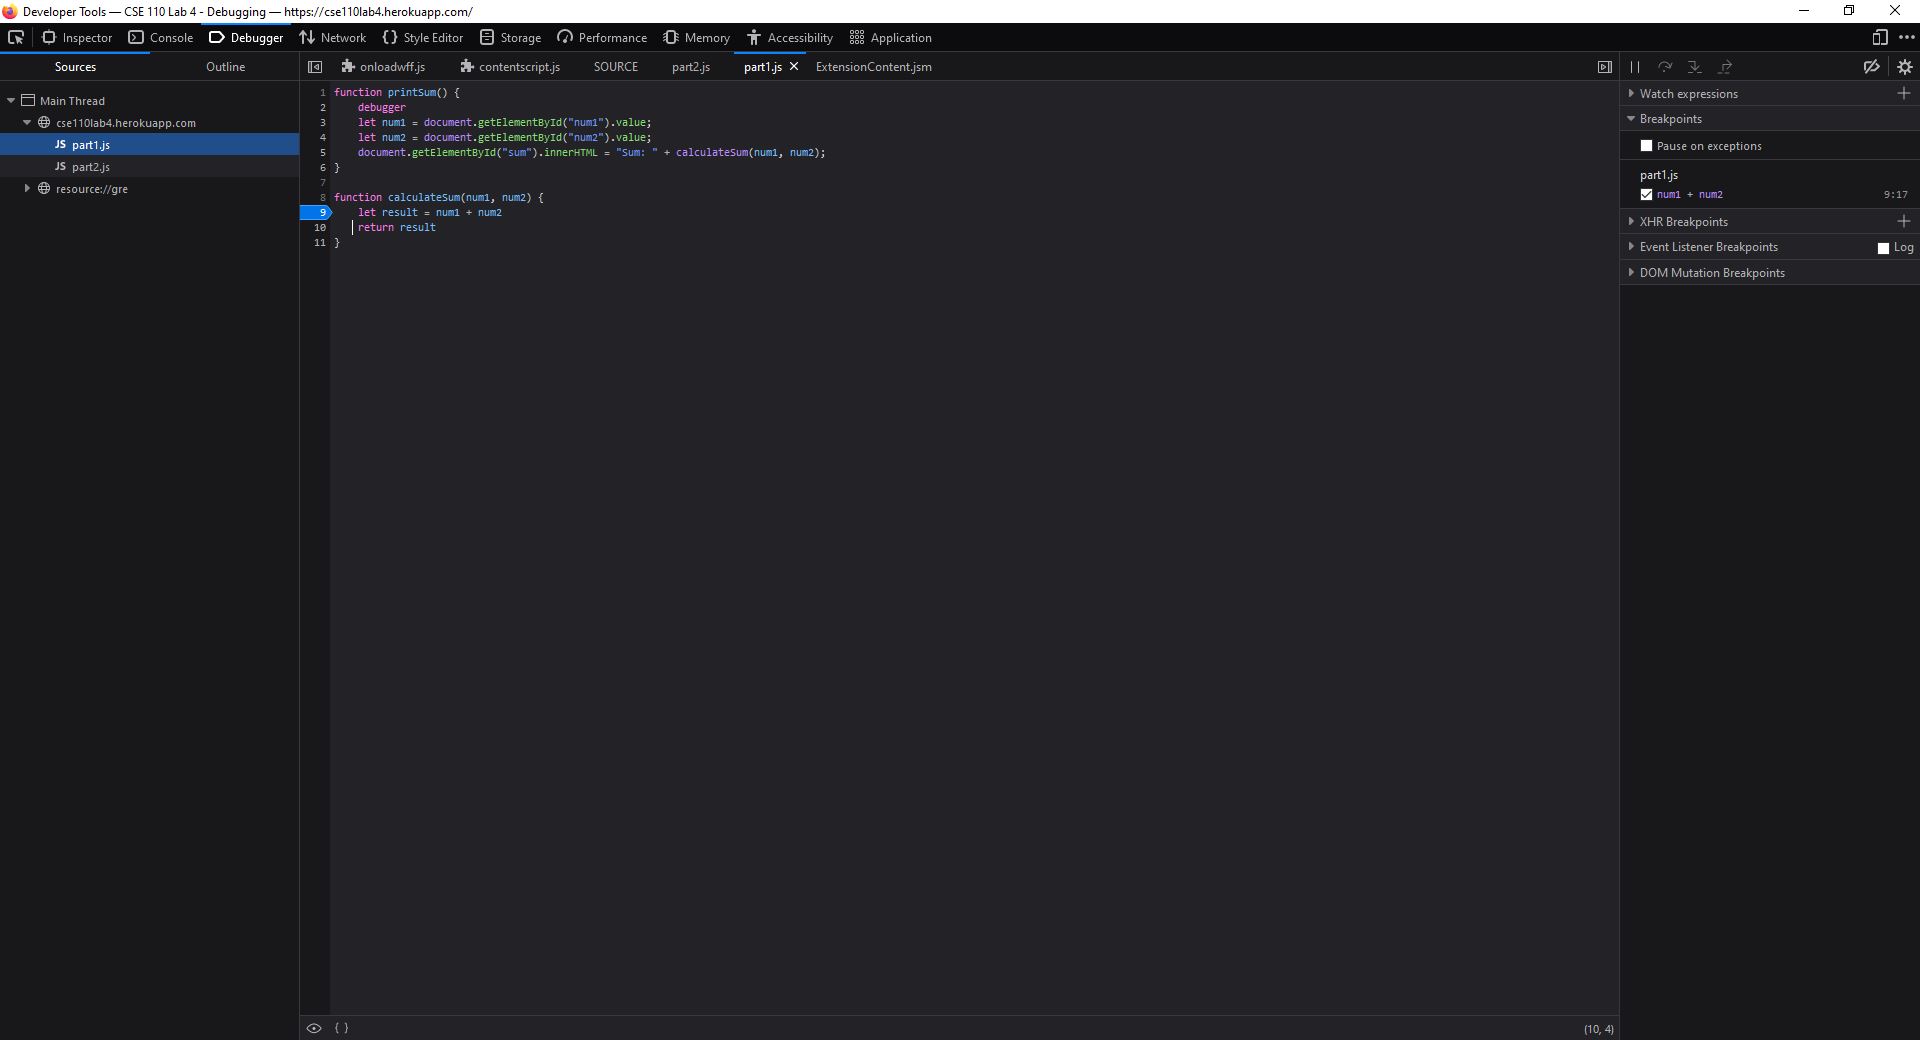 Developer Tools — CSE 110 Lab 4 - Debugging — https://cse110lab4.herokuapp.com/
Inspector Console Debugger Network Style Editor Storage Performance Memory Accessibility Application
Sources Outline
Main Thread
cse110lab4.herokuapp.com
JS part1.js
JS part2.js
resource://gre
onloadwff.js contentscript.js SOURCE part2.js part1.js ExtensionContent.jsm
1 function printSum() {
2 debugger
3 let num1 = document.getElementById("num1").value;
4 let num2 = document.getElementById("num2").value;
5 document.getElementById("sum").innerHTML = "Sum: " + calculateSum(num1, num2);
6 }
7
8 function calculateSum(num1, num2) {
9 let result = num1 + num2
10 return result
11 }
{ } (10, 4)
Watch expressions
Breakpoints
Pause on exceptions
part1.js
num1 + num2 9:17
XHR Breakpoints
Event Listener Breakpoints Log
DOM Mutation Breakpoints